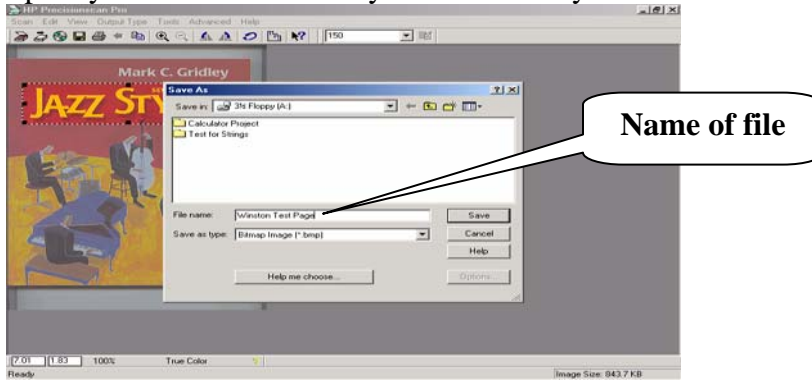 HP Precisionscan Pro
Scan Edit View Output Type Tools Advanced Help
150
Mark C. Gridley
JAZZ STY
Save As
Save in: 3½ Floppy (A:)
Calculator Project
Test for Strings
Name of file
File name: Winston Test Page Save
Save as type: Bitmap Image (*.bmp) Cancel
Help
Help me choose... Options...
7.01 1.83 100% True Color
Ready Image Size: 843.7 KB